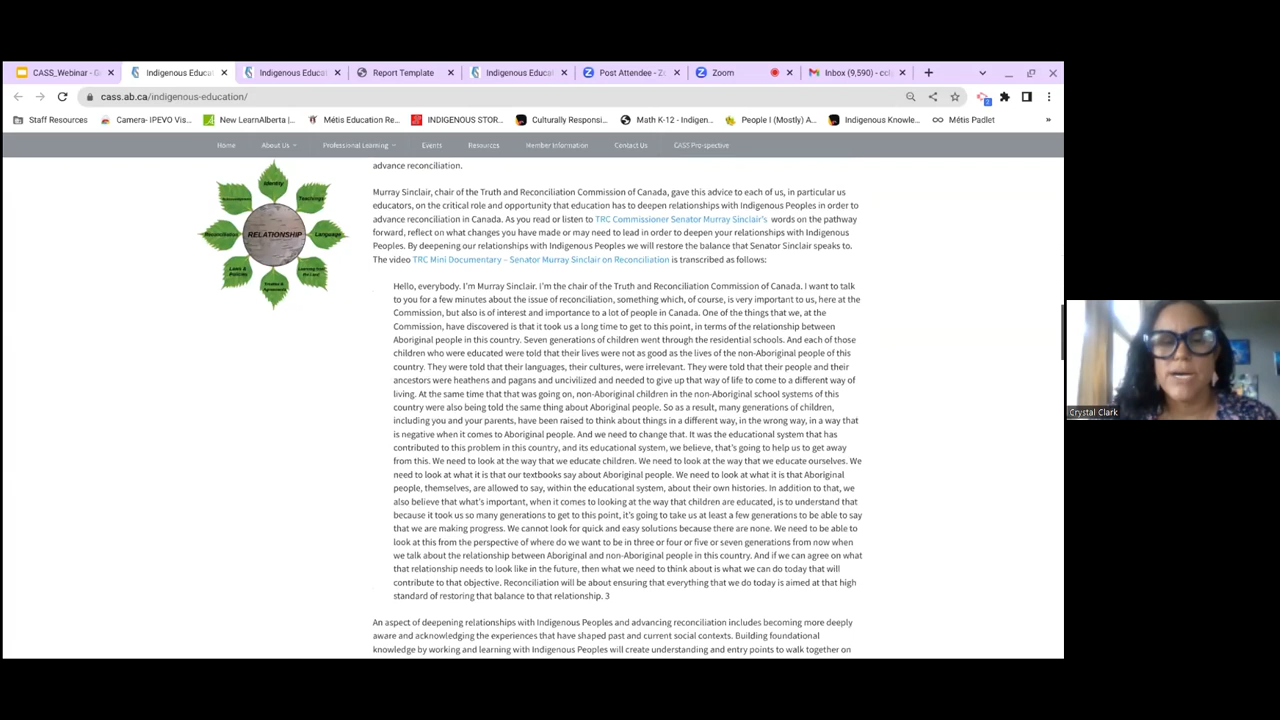 CASS_Webinar - G
Indigenous Educat
Indigenous Educat
Report Template
Indigenous Educat
Post Attendee - Zo
Zoom
Inbox (9,590) - ccl
cass.ab.ca/indigenous-education/
2
Staff Resources
Camera- IPEVO Vis...
New LearnAlberta |...
Métis Education Re...
INDIGENOUS STOR...
Culturally Responsi...
Math K-12 - Indigen...
People I (Mostly) A...
Indigenous Knowle...
Métis Padlet
»
Home
About Us
Professional Learning
Events
Resources
Member Information
Contact Us
CASS Pro-spective
Identity
Teachings
Language
Learning from the Land
Treaties & Agreements
Laws & Policies
Reconciliation
RELATIONSHIP
advance reconciliation.
Murray Sinclair, chair of the Truth and Reconciliation Commission of Canada, gave this advice to each of us, in particular us
educators, on the critical role and opportunity that education has to deepen relationships with Indigenous Peoples in order to
advance reconciliation in Canada. As you read or listen to TRC Commissioner Senator Murray Sinclair's words on the pathway
forward, reflect on what changes you have made or may need to lead in order to deepen your relationships with Indigenous
Peoples. By deepening our relationships with Indigenous Peoples we will restore the balance that Senator Sinclair speaks to.
The video TRC Mini Documentary – Senator Murray Sinclair on Reconciliation is transcribed as follows:
Hello, everybody. I'm Murray Sinclair. I'm the chair of the Truth and Reconciliation Commission of Canada. I want to talk
to you for a few minutes about the issue of reconciliation, something which, of course, is very important to us, here at the
Commission, but also is of interest and importance to a lot of people in Canada. One of the things that we, at the
Commission, have discovered is that it took us a long time to get to this point, in terms of the relationship between
Aboriginal people in this country. Seven generations of children went through the residential schools. And each of those
children who were educated were told that their lives were not as good as the lives of the non-Aboriginal people of this
country. They were told that their languages, their cultures, were irrelevant. They were told that their people and their
ancestors were heathens and pagans and uncivilized and needed to give up that way of life to come to a different way of
living. At the same time that that was going on, non-Aboriginal children in the non-Aboriginal school systems of this
country were also being told the same thing about Aboriginal people. So as a result, many generations of children,
including you and your parents, have been raised to think about things in a different way, in the wrong way, in a way that
is negative when it comes to Aboriginal people. And we need to change that. It was the educational system that has
contributed to this problem in this country, and its educational system, we believe, that's going to help us to get away
from this. We need to look at the way that we educate children. We need to look at the way that we educate ourselves. We
need to look at what it is that our textbooks say about Aboriginal people. We need to look at what it is that Aboriginal
people, themselves, are allowed to say, within the educational system, about their own histories. In addition to that, we
also believe that what's important, when it comes to looking at the way that children are educated, is to understand that
because it took us so many generations to get to this point, it's going to take us at least a few generations to be able to say
that we are making progress. We cannot look for quick and easy solutions because there are none. We need to be able to
look at this from the perspective of where do we want to be in three or four or five or seven generations from now when
we talk about the relationship between Aboriginal and non-Aboriginal people in this country. And if we can agree on what
that relationship needs to look like in the future, then what we need to think about is what we can do today that will
contribute to that objective. Reconciliation will be about ensuring that everything that we do today is aimed at that high
standard of restoring that balance to that relationship. 3
An aspect of deepening relationships with Indigenous Peoples and advancing reconciliation includes becoming more deeply
aware and acknowledging the experiences that have shaped past and current social contexts. Building foundational
knowledge by working and learning with Indigenous Peoples will create understanding and entry points to walk together on
Crystal Clark